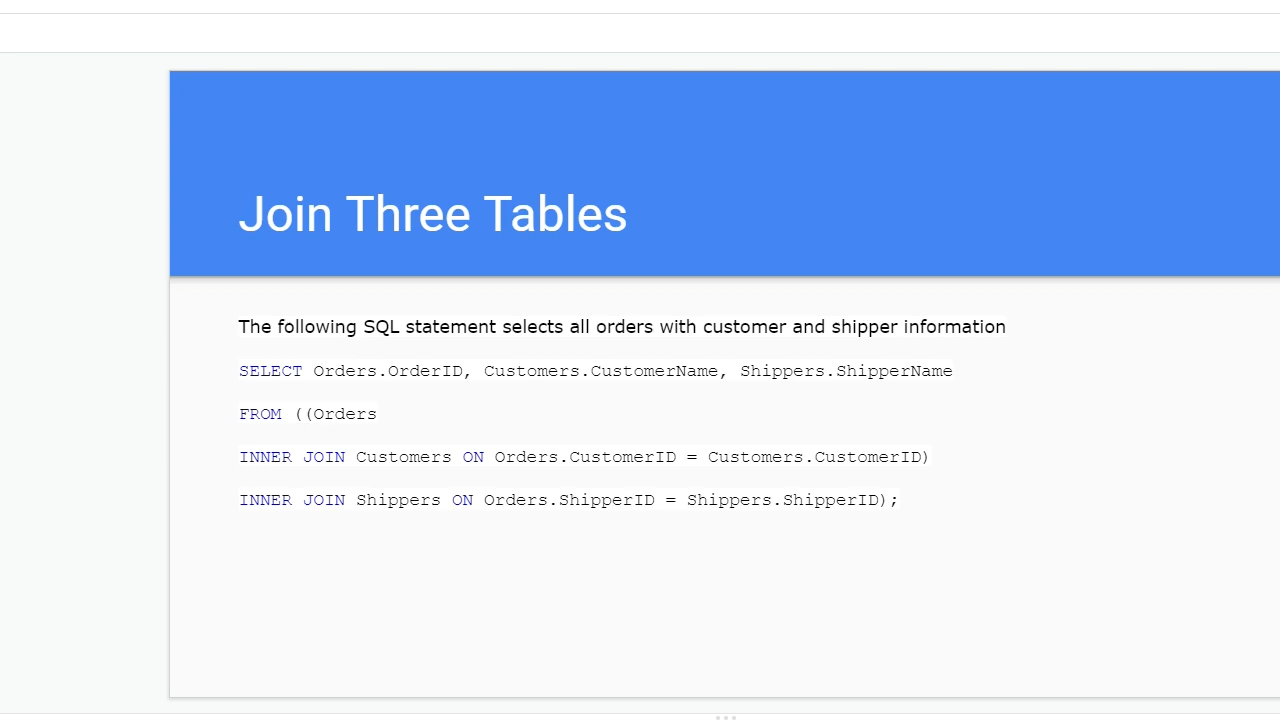 Join Three Tables
The following SQL statement selects all orders with customer and shipper information
SELECT Orders.OrderID, Customers.CustomerName, Shippers.ShipperName
FROM ((Orders
INNER JOIN Customers ON Orders.CustomerID = Customers.CustomerID)
INNER JOIN Shippers ON Orders.ShipperID = Shippers.ShipperID);